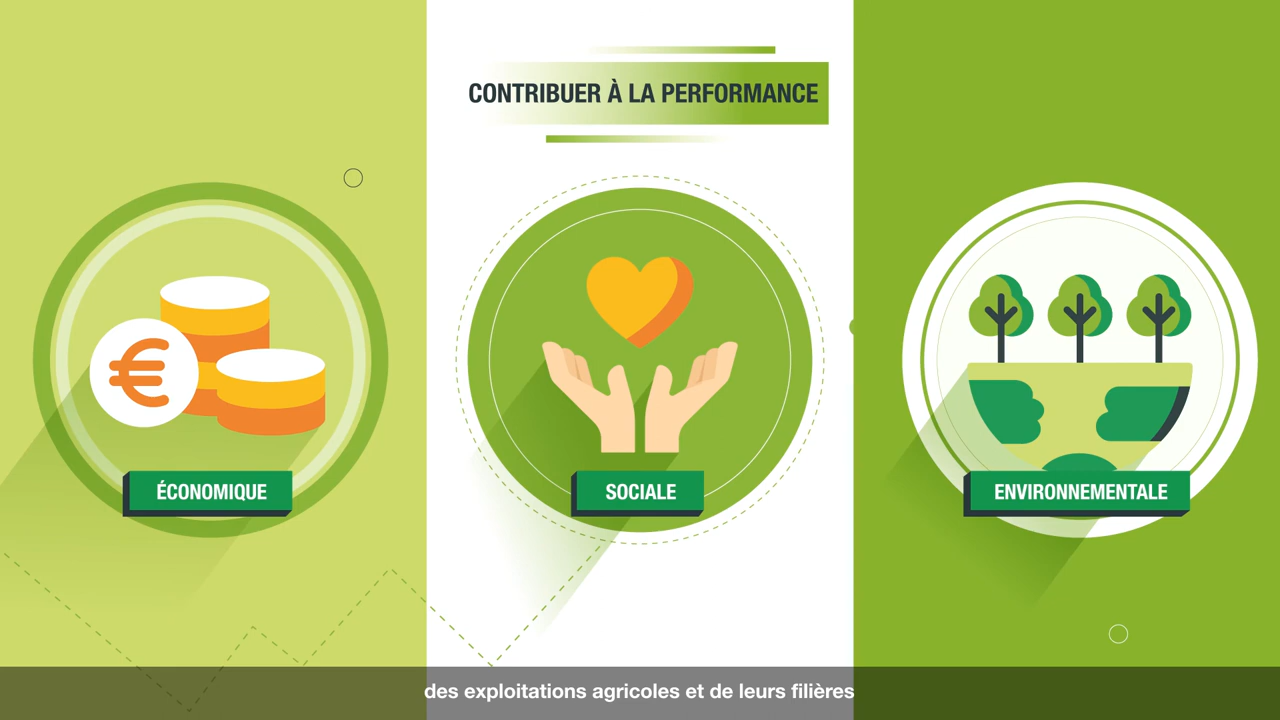 CONTRIBUER À LA PERFORMANCE
ÉCONOMIQUE
SOCIALE
ENVIRONNEMENTALE
des exploitations agricoles et de leurs filières